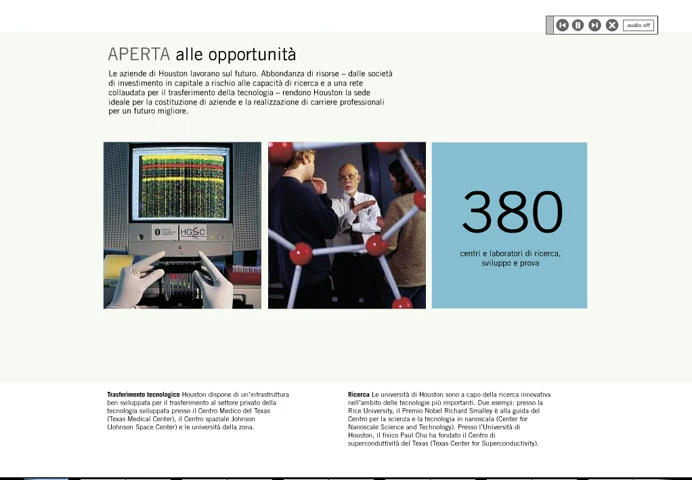 audio off
APERTA alle opportunità
Le aziende di Houston lavorano sul futuro. Abbondanza di risorse – dalle società
di investimento in capitale a rischio alle capacità di ricerca e a una rete
collaudata per il trasferimento della tecnologia – rendono Houston la sede
ideale per la costituzione di aziende e la realizzazione di carriere professionali
per un futuro migliore.
HGSC
380
centri e laboratori di ricerca,
sviluppo e prova
Trasferimento tecnologico Houston dispone di un'infrastruttura
ben sviluppata per il trasferimento al settore privato della
tecnologia sviluppata presso il Centro Medico del Texas
(Texas Medical Center), il Centro spaziale Johnson
(Johnson Space Center) e le università della zona.
Ricerca Le università di Houston sono a capo della ricerca innovativa
nell'ambito delle tecnologie più importanti. Due esempi: presso la
Rice University, il Premio Nobel Richard Smalley è alla guida del
Centro per la scienza e la tecnologia in nanoscala (Center for
Nanoscale Science and Technology). Presso l'Università di
Houston, il fisico Paul Chu ha fondato il Centro di
superconduttività del Texas (Texas Center for Superconductivity).